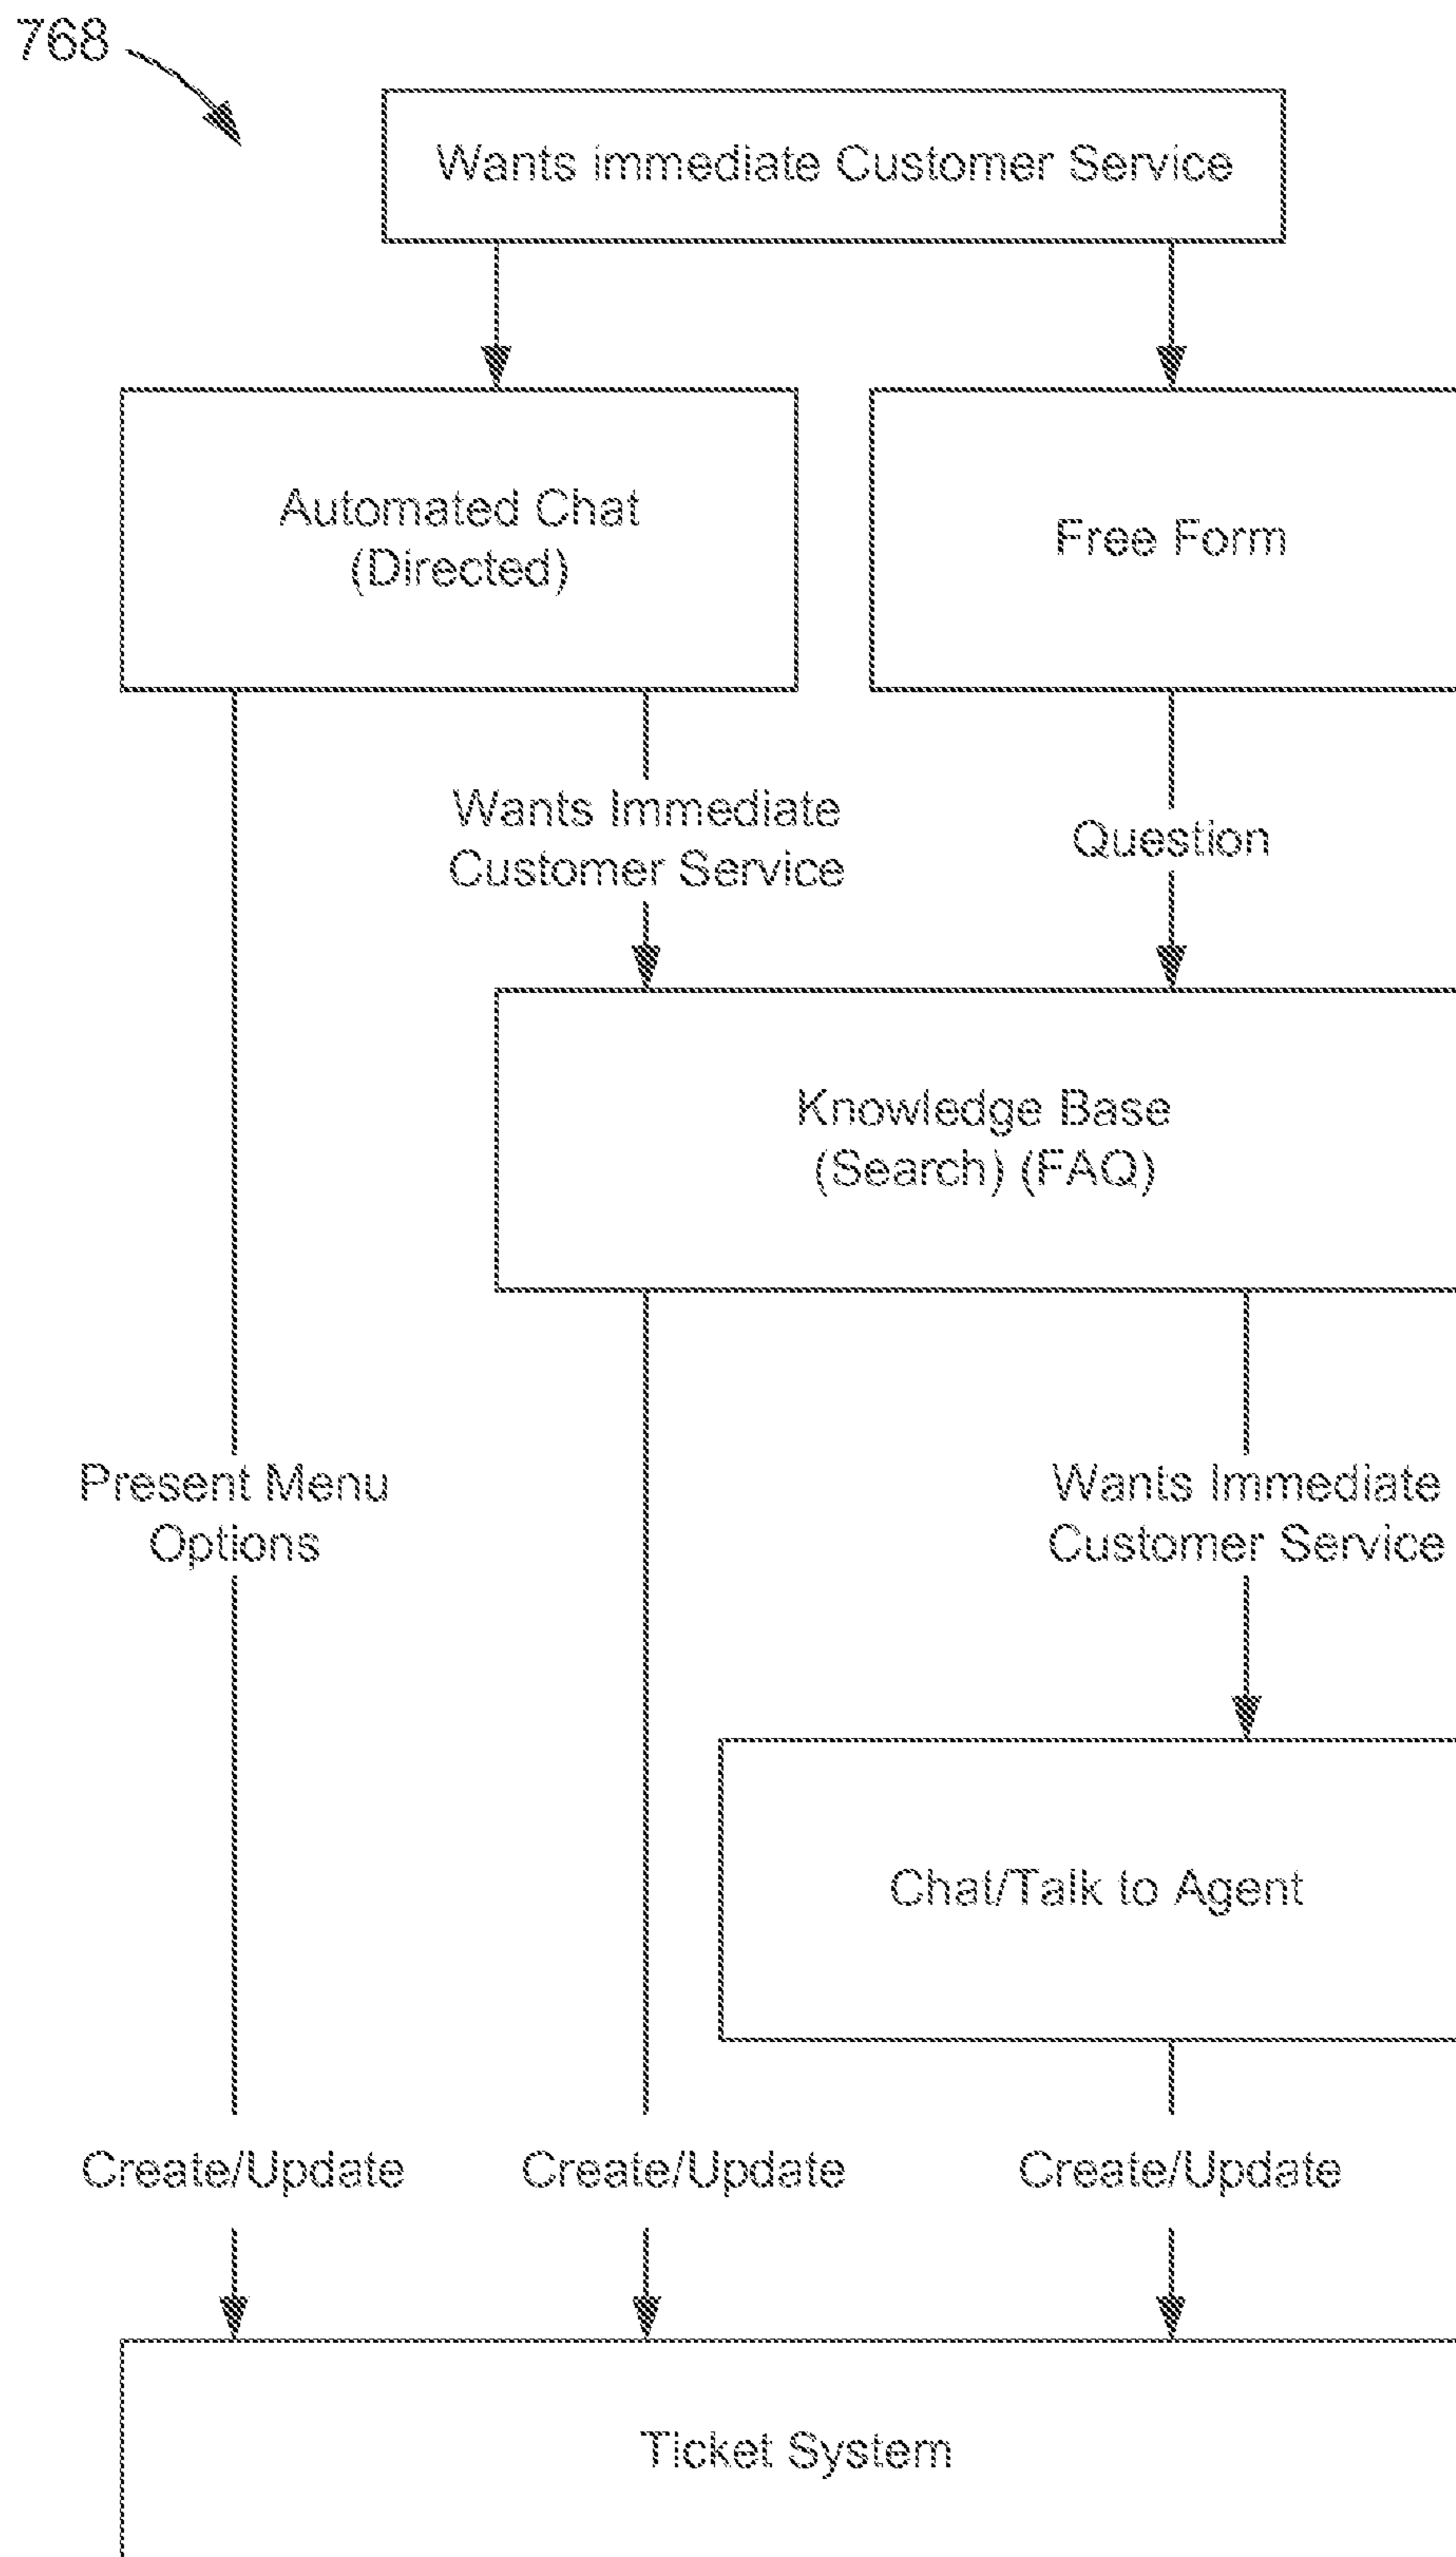 768
Wants immediate Customer Service
Automated Chat
(Directed)
Free Form
Wants Immediate
Customer Service
Question
Knowledge Base
(Search) (FAQ)
Present Menu
Options
Wants Immediate
Customer Service
Chat/Talk to Agent
Create/Update
Create/Update
Create/Update
Ticket System